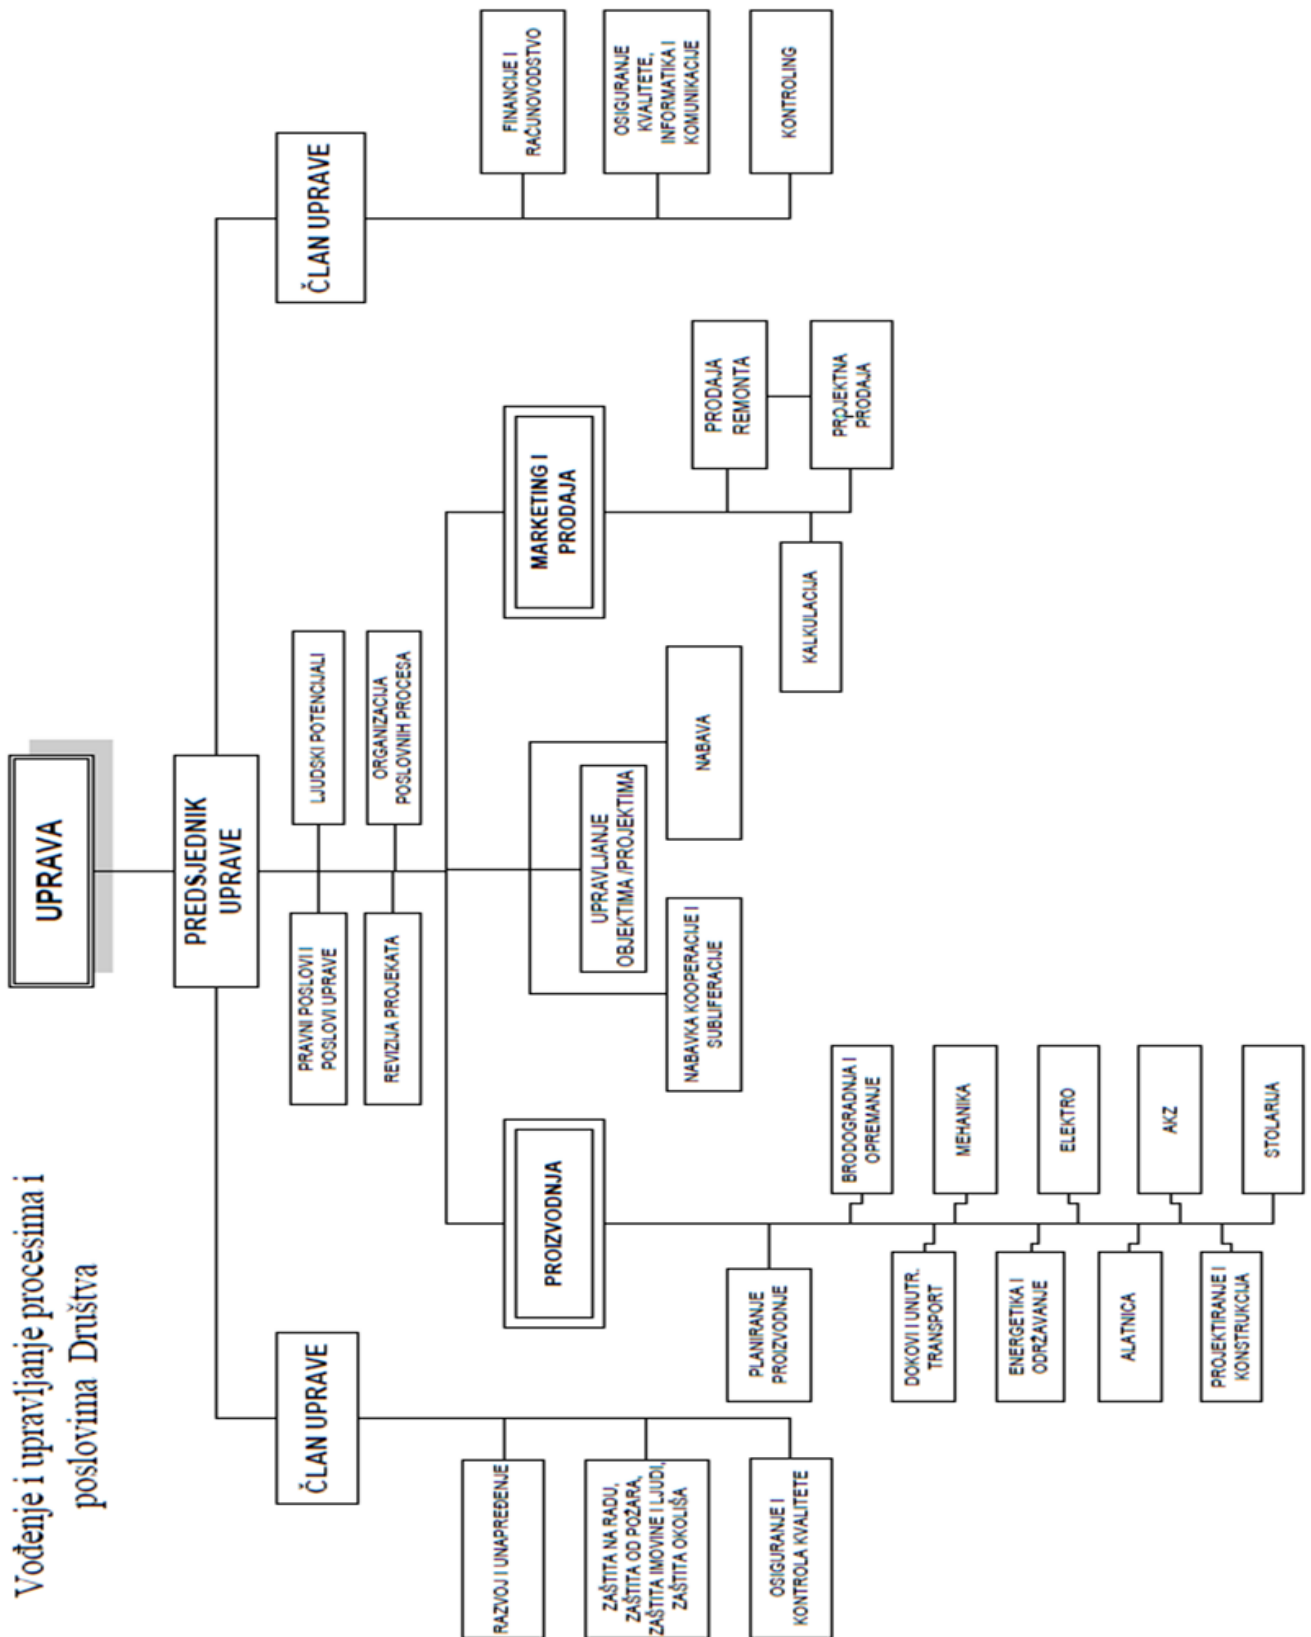 Vođenje i upravljanje procesima i
poslovima Društva
UPRAVA
PREDSJEDNIK
UPRAVE
ČLAN UPRAVE
ČLAN UPRAVE
PRAVNI POSLOVI I
POSLOVI UPRAVE
LJUDSKI POTENCIJALI
REVIZIJA PROJEKATA
ORGANIZACIJA
POSLOVNIH PROCESA
RAZVOJ I UNAPREĐENJE
ZAŠTITA NA RADU,
ZAŠTITA OD POŽARA,
ZAŠTITA IMOVINE I LJUDI,
ZAŠTITA OKOLIŠA
OSIGURANJE I
KONTROLA KVALITETE
PROIZVODNJA
PLANIRANJE
PROIZVODNJE
BRODOGRADNJA I
OPREMANJE
DOKOVI I UNUTR.
TRANSPORT
MEHANIKA
ENERGETIKA I
ODRŽAVANJE
ELEKTRO
ALATNICA
AKZ
PROJEKTIRANJE I
KONSTRUKCIJA
STOLARIJA
UPRAVLJANJE
OBJEKTIMA /PROJEKTIMA
NABAVKA KOOPERACIJE I
SUBLIFERACIJE
NABAVA
MARKETING I
PRODAJA
PRODAJA
REMONTA
KALKULACIJA
PROJEKTNA
PRODAJA
FINANCIJE I
RAČUNOVODSTVO
OSIGURANJE
KVALITETE,
INFORMATIKA I
KOMUNIKACIJE
KONTROLING